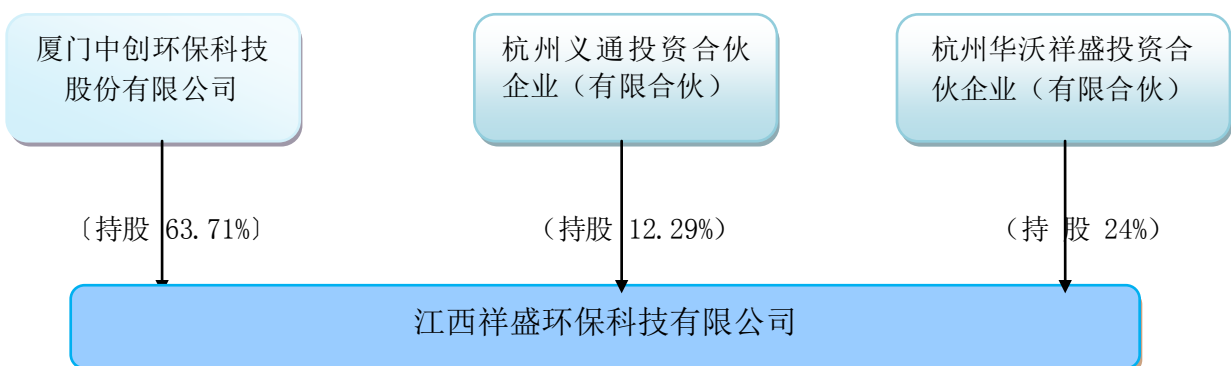 厦门中创环保科技
股份有限公司
杭州义通投资合伙
企业（有限合伙）
杭州华沃祥盛投资合
伙企业（有限合伙）
〔持股 63.71%〕
（持股 12.29%）
（持 股 24%）
江西祥盛环保科技有限公司